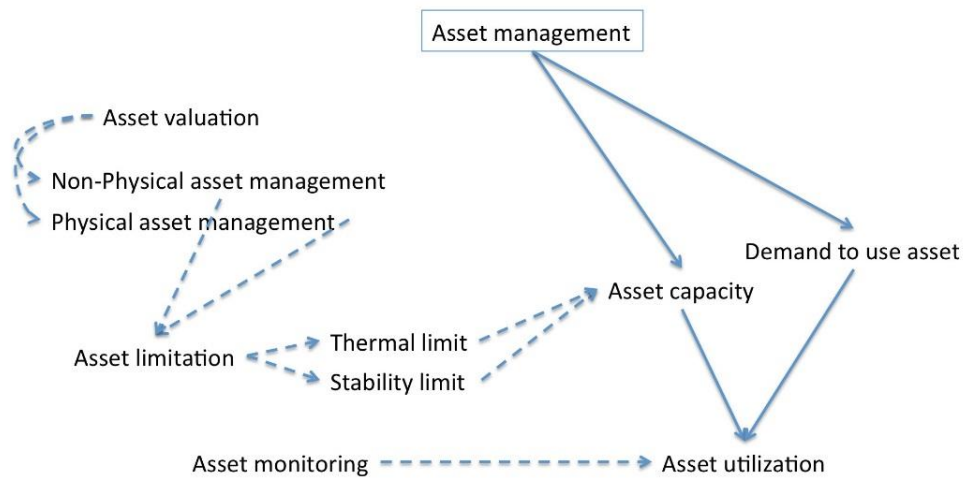 Asset management
Asset valuation
Non-Physical asset management
Physical asset management
Demand to use asset
Asset capacity
Thermal limit
Asset limitation
Stability limit
Asset monitoring
Asset utilization